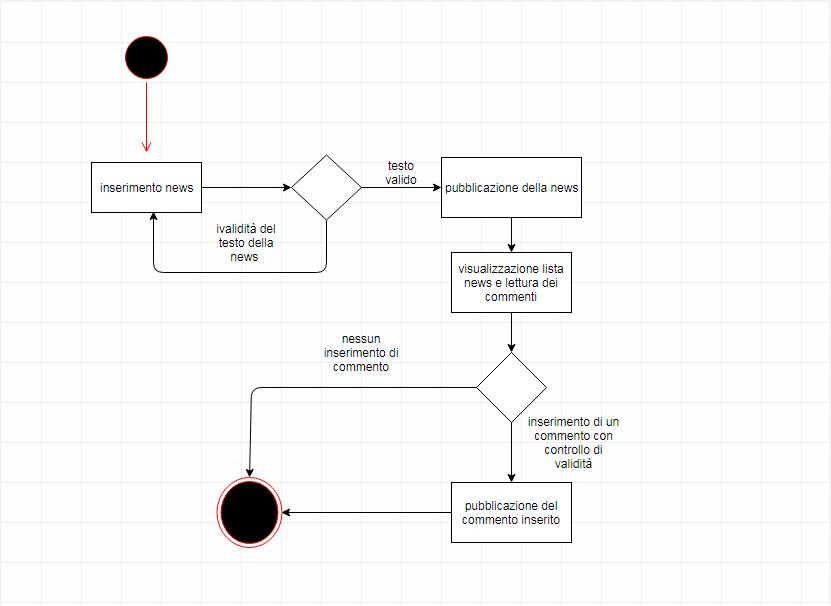 inserimento news
testo
valido
pubblicazione della news
ivalidità del
testo della
news
visualizzazione lista
news e lettura dei
commenti
nessun
inserimento di
commento
inserimento di un
commento con
controllo di
validità
pubblicazione del
commento inserito